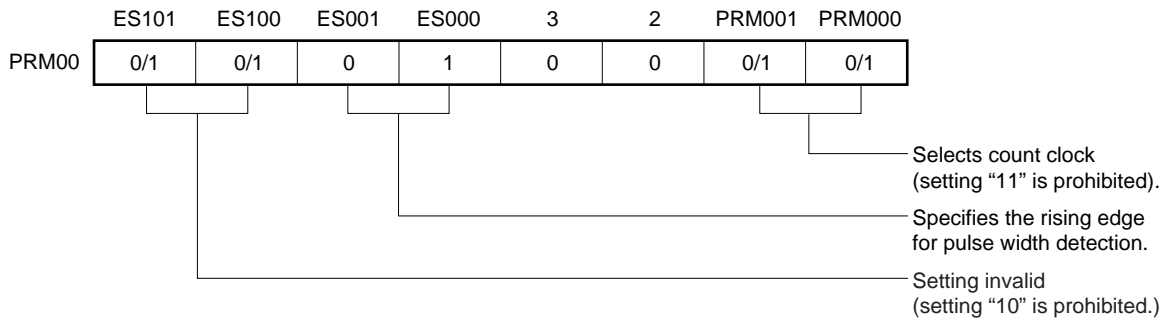 ES101 ES100 ES001 ES000 3 2 PRM001 PRM000
PRM00 0/1 0/1 0 1 0 0 0/1 0/1
Selects count clock
(setting “11” is prohibited).
Specifies the rising edge
for pulse width detection.
Setting invalid
(setting “10” is prohibited.)